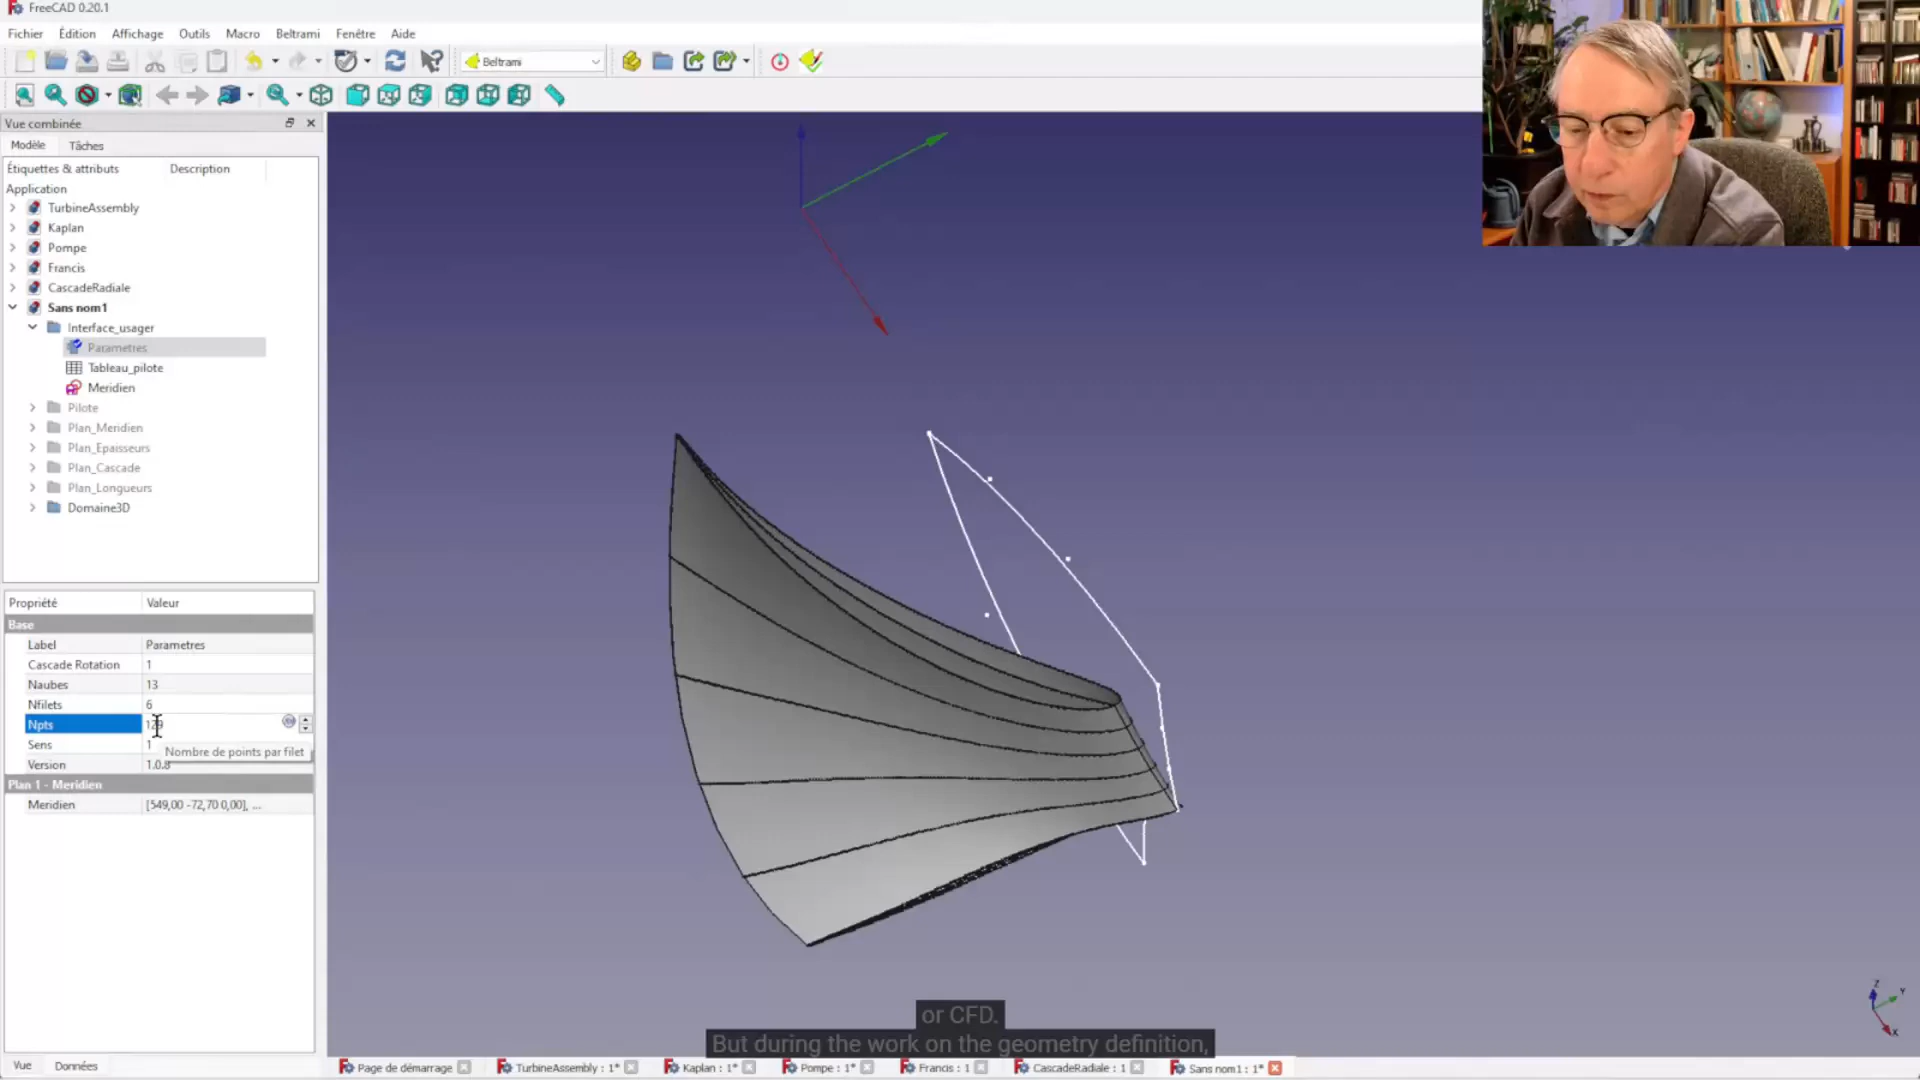 FreeCAD 0.20.1
Fichier Édition Affichage Outils Macro Beltrami Fenêtre Aide
Beltrami
Vue combinée
Modèle Tâches
Étiquettes & attributs Description
Application
TurbineAssembly
Kaplan
Pompe
Francis
CascadeRadiale
Sans nom1
Interface_usager
Parametres
Tableau_pilote
Meridien
Pilote
Plan_Meridien
Plan_Epaisseurs
Plan_Cascade
Plan_Longueurs
Domaine3D
Propriété Valeur
Base
Label Parametres
Cascade Rotation 1
Naubes 13
Nfilets 6
Npts
Sens 1
Nombre de points par filet
Version 1.0.8
Plan 1 - Meridien
Meridien [549,00 -72,70 0,00], ...
Z
Y
X
or CFD.
But during the work on the geometry definition,
Vue Données
Page de démarrage TurbineAssembly : 1* Kaplan : 1* Pompe : 1* Francis : 1 CascadeRadiale : 1 Sans nom1 : 1*